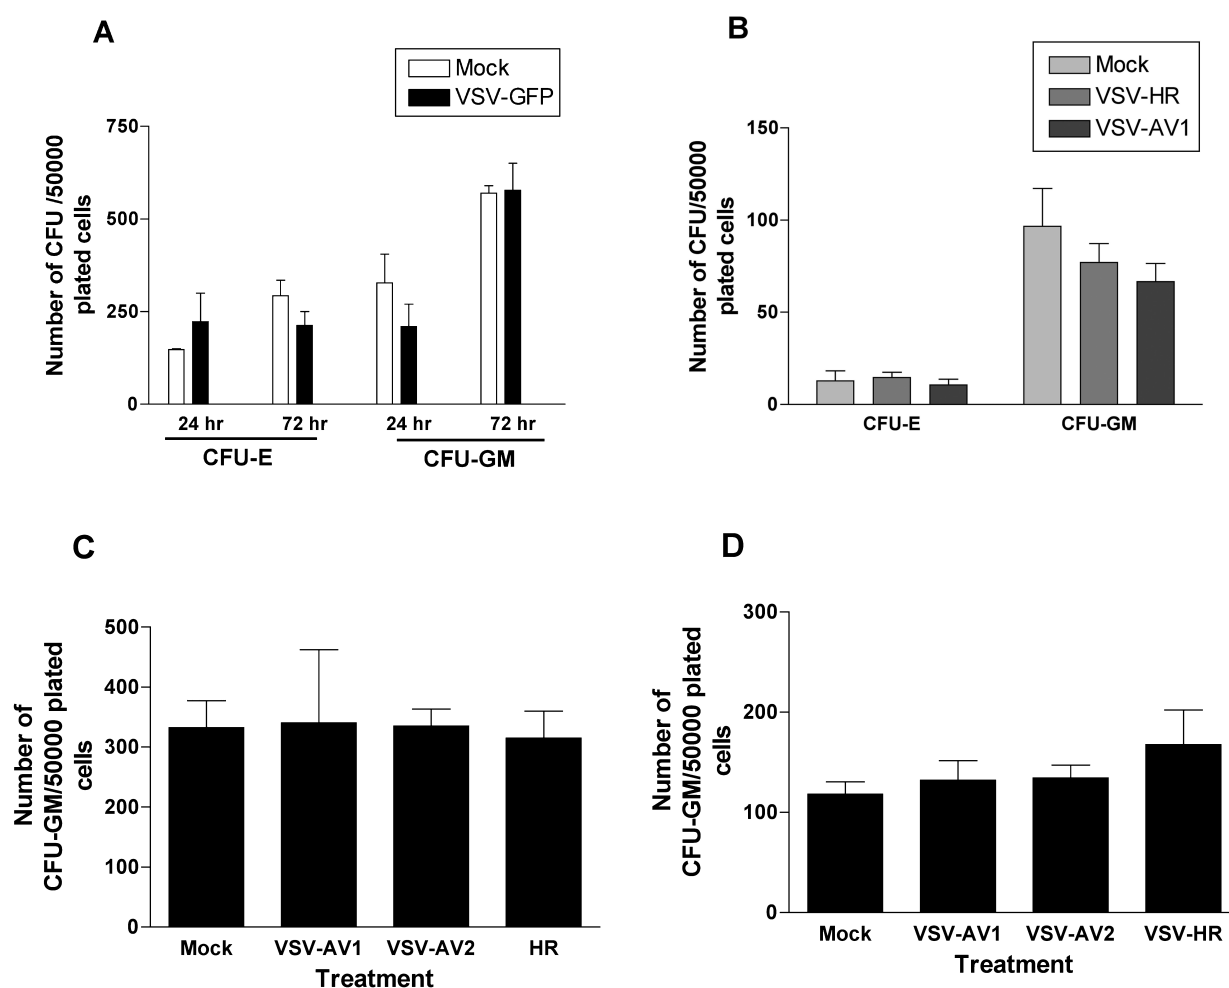 A
Mock
VSV-GFP
Number of CFU /50000
plated cells
750
500
250
0
24 hr
72 hr
24 hr
72 hr
CFU-E
CFU-GM
B
Mock
VSV-HR
VSV-AV1
Number of CFU/50000
plated cells
150
100
50
0
CFU-E
CFU-GM
C
Number of
CFU-GM/50000 plated
cells
500
400
300
200
100
0
Mock
VSV-AV1
VSV-AV2
HR
Treatment
D
Number of
CFU-GM/50000 plated
cells
300
200
100
0
Mock
VSV-AV1
VSV-AV2
VSV-HR
Treatment